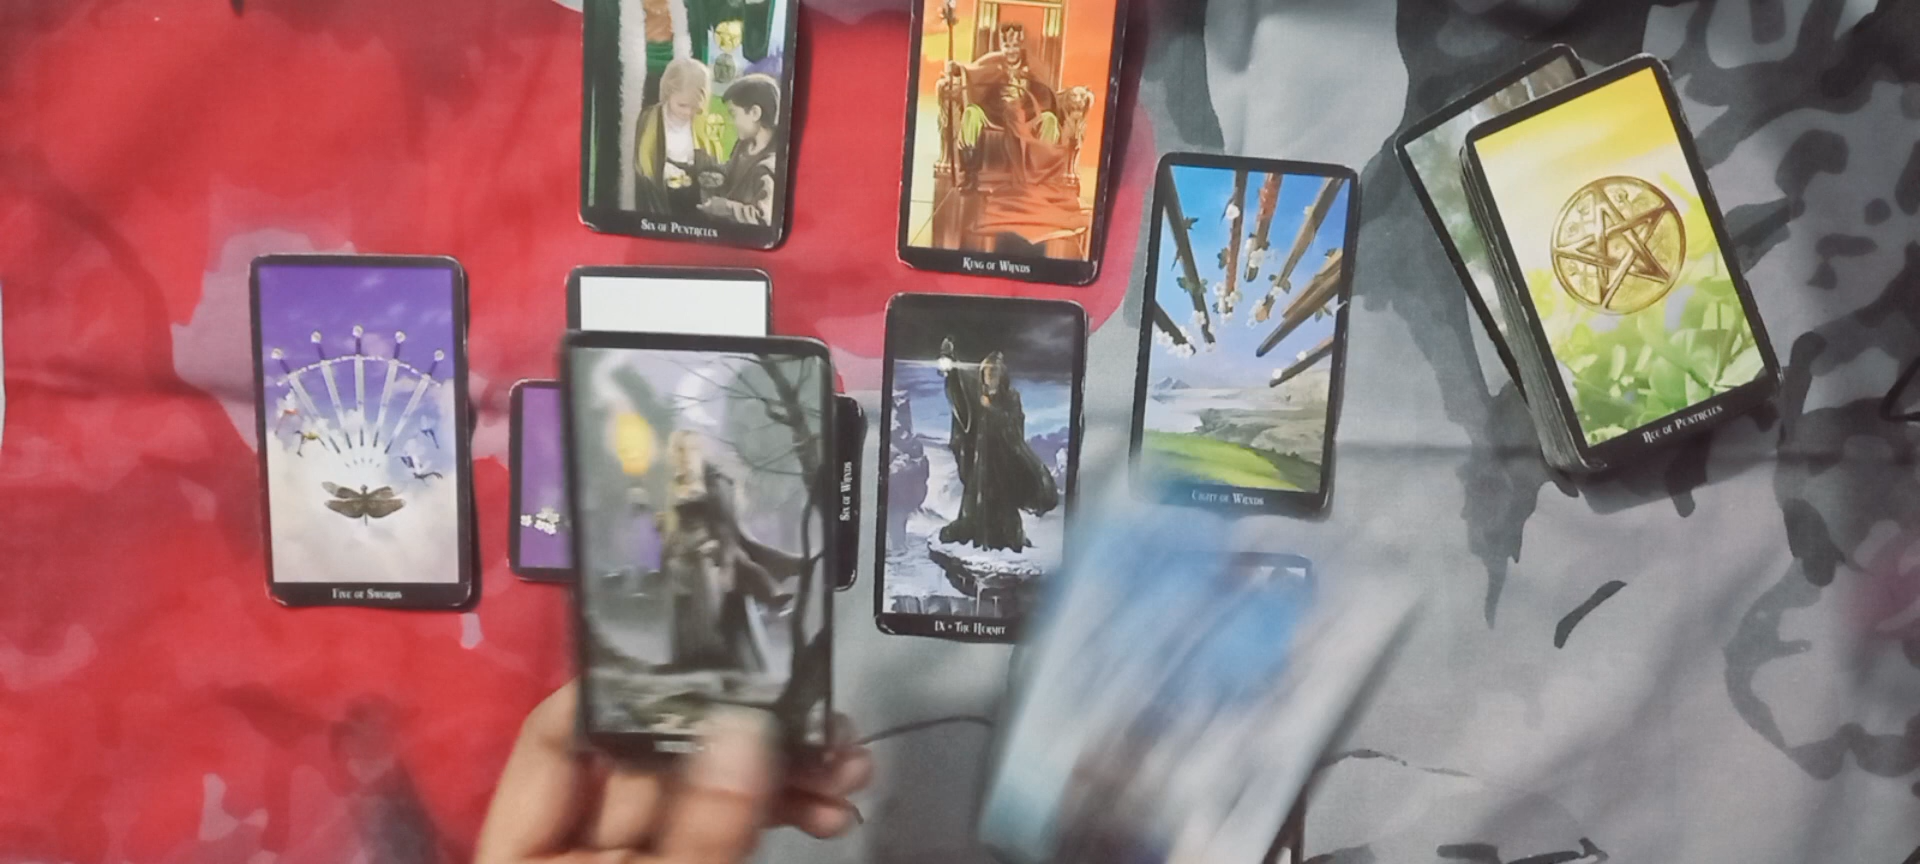 Six of Pentacles
King of Wands
Eight of Wands
Ace of Pentacles
Six of Wands
Five of Swords
IX • The Hermit